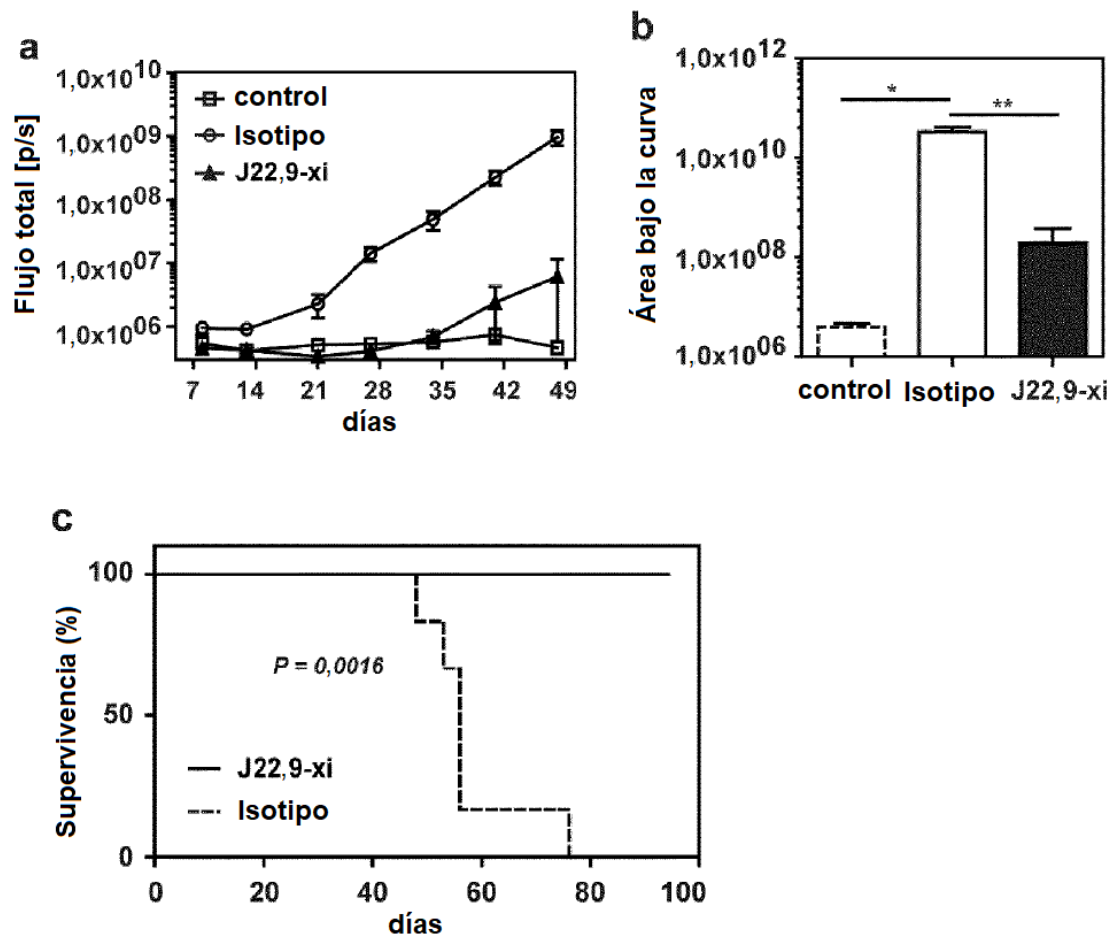 a
1,0x10^10
1,0x10^09
1,0x10^08
1,0x10^07
1,0x10^06
Flujo total [p/s]
control
Isotipo
J22,9-xi
7 14 21 28 35 42 49
días
b
1,0x10^12
1,0x10^10
1,0x10^08
1,0x10^06
Área bajo la curva
*
**
control Isotipo J22,9-xi
c
100
50
0
Supervivencia (%)
P = 0,0016
J22,9-xi
Isotipo
0 20 40 60 80 100
días